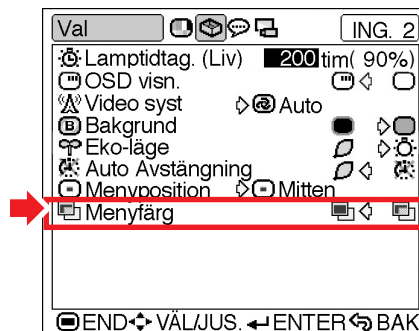 Val ING. 2
Lamptidtag. (Liv) 200 tim( 90%)
OSD visn.
Video syst Auto
B Bakgrund
Eko-läge
Auto Avstängning
Menyposition Mitten
Menyfärg
END VÄL/JUS. ENTER BAK